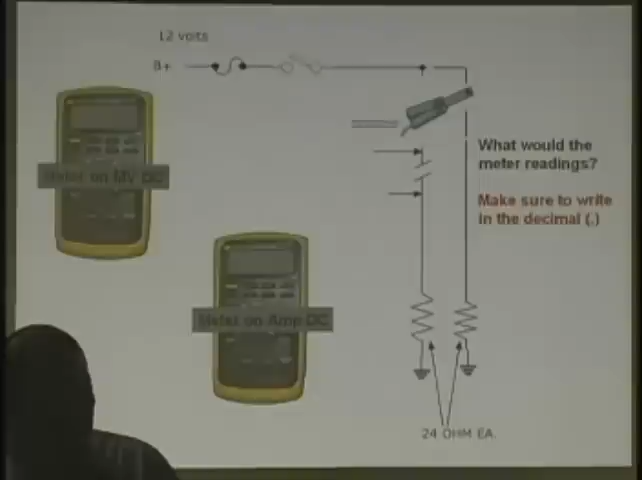 12 volts
B+
Meter on MV DC
What would the
meter readings?
Make sure to write
in the decimal (.)
Meter on Amp DC
24 OHM EA.